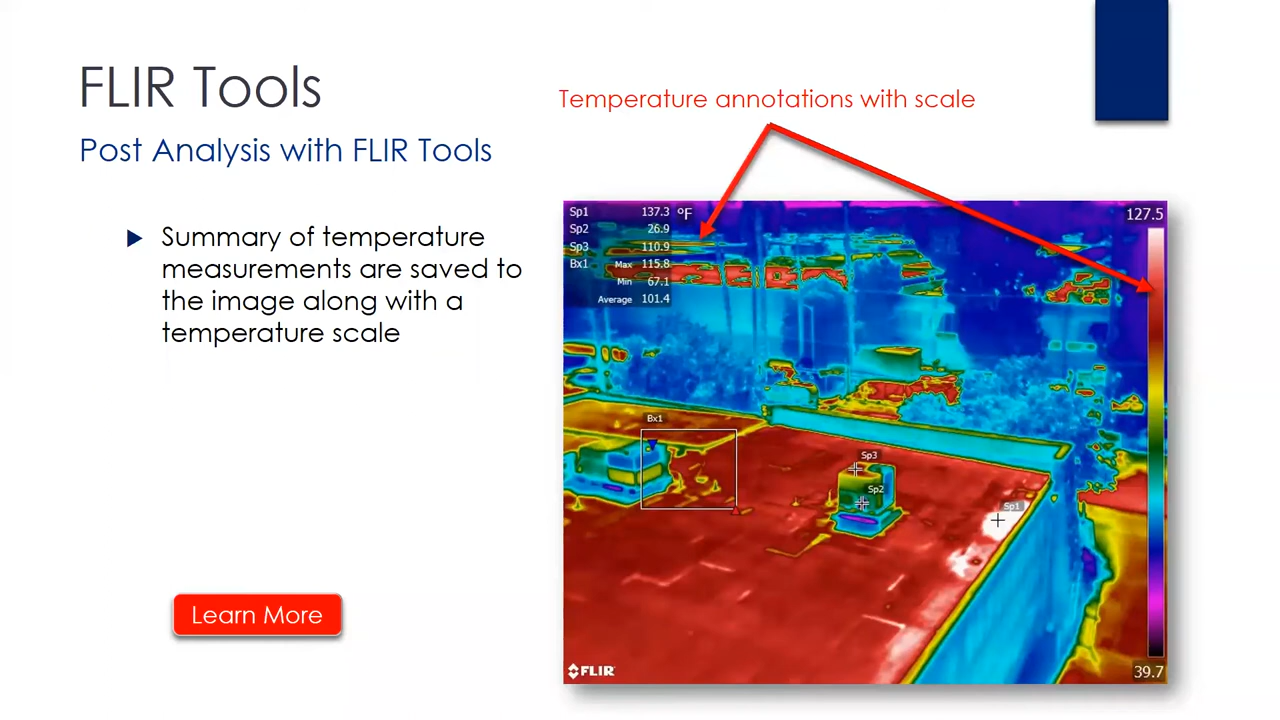 FLIR Tools
Post Analysis with FLIR Tools
Summary of temperature
measurements are saved to
the image along with a
temperature scale
Learn More
Temperature annotations with scale
Sp1 137.3 °F
Sp2 26.9
Sp3 110.9
Bx1 Max 115.8
Min 67.1
Average 101.4
127.5
Bx1
Sp3
Sp2
Sp1
FLIR
39.7